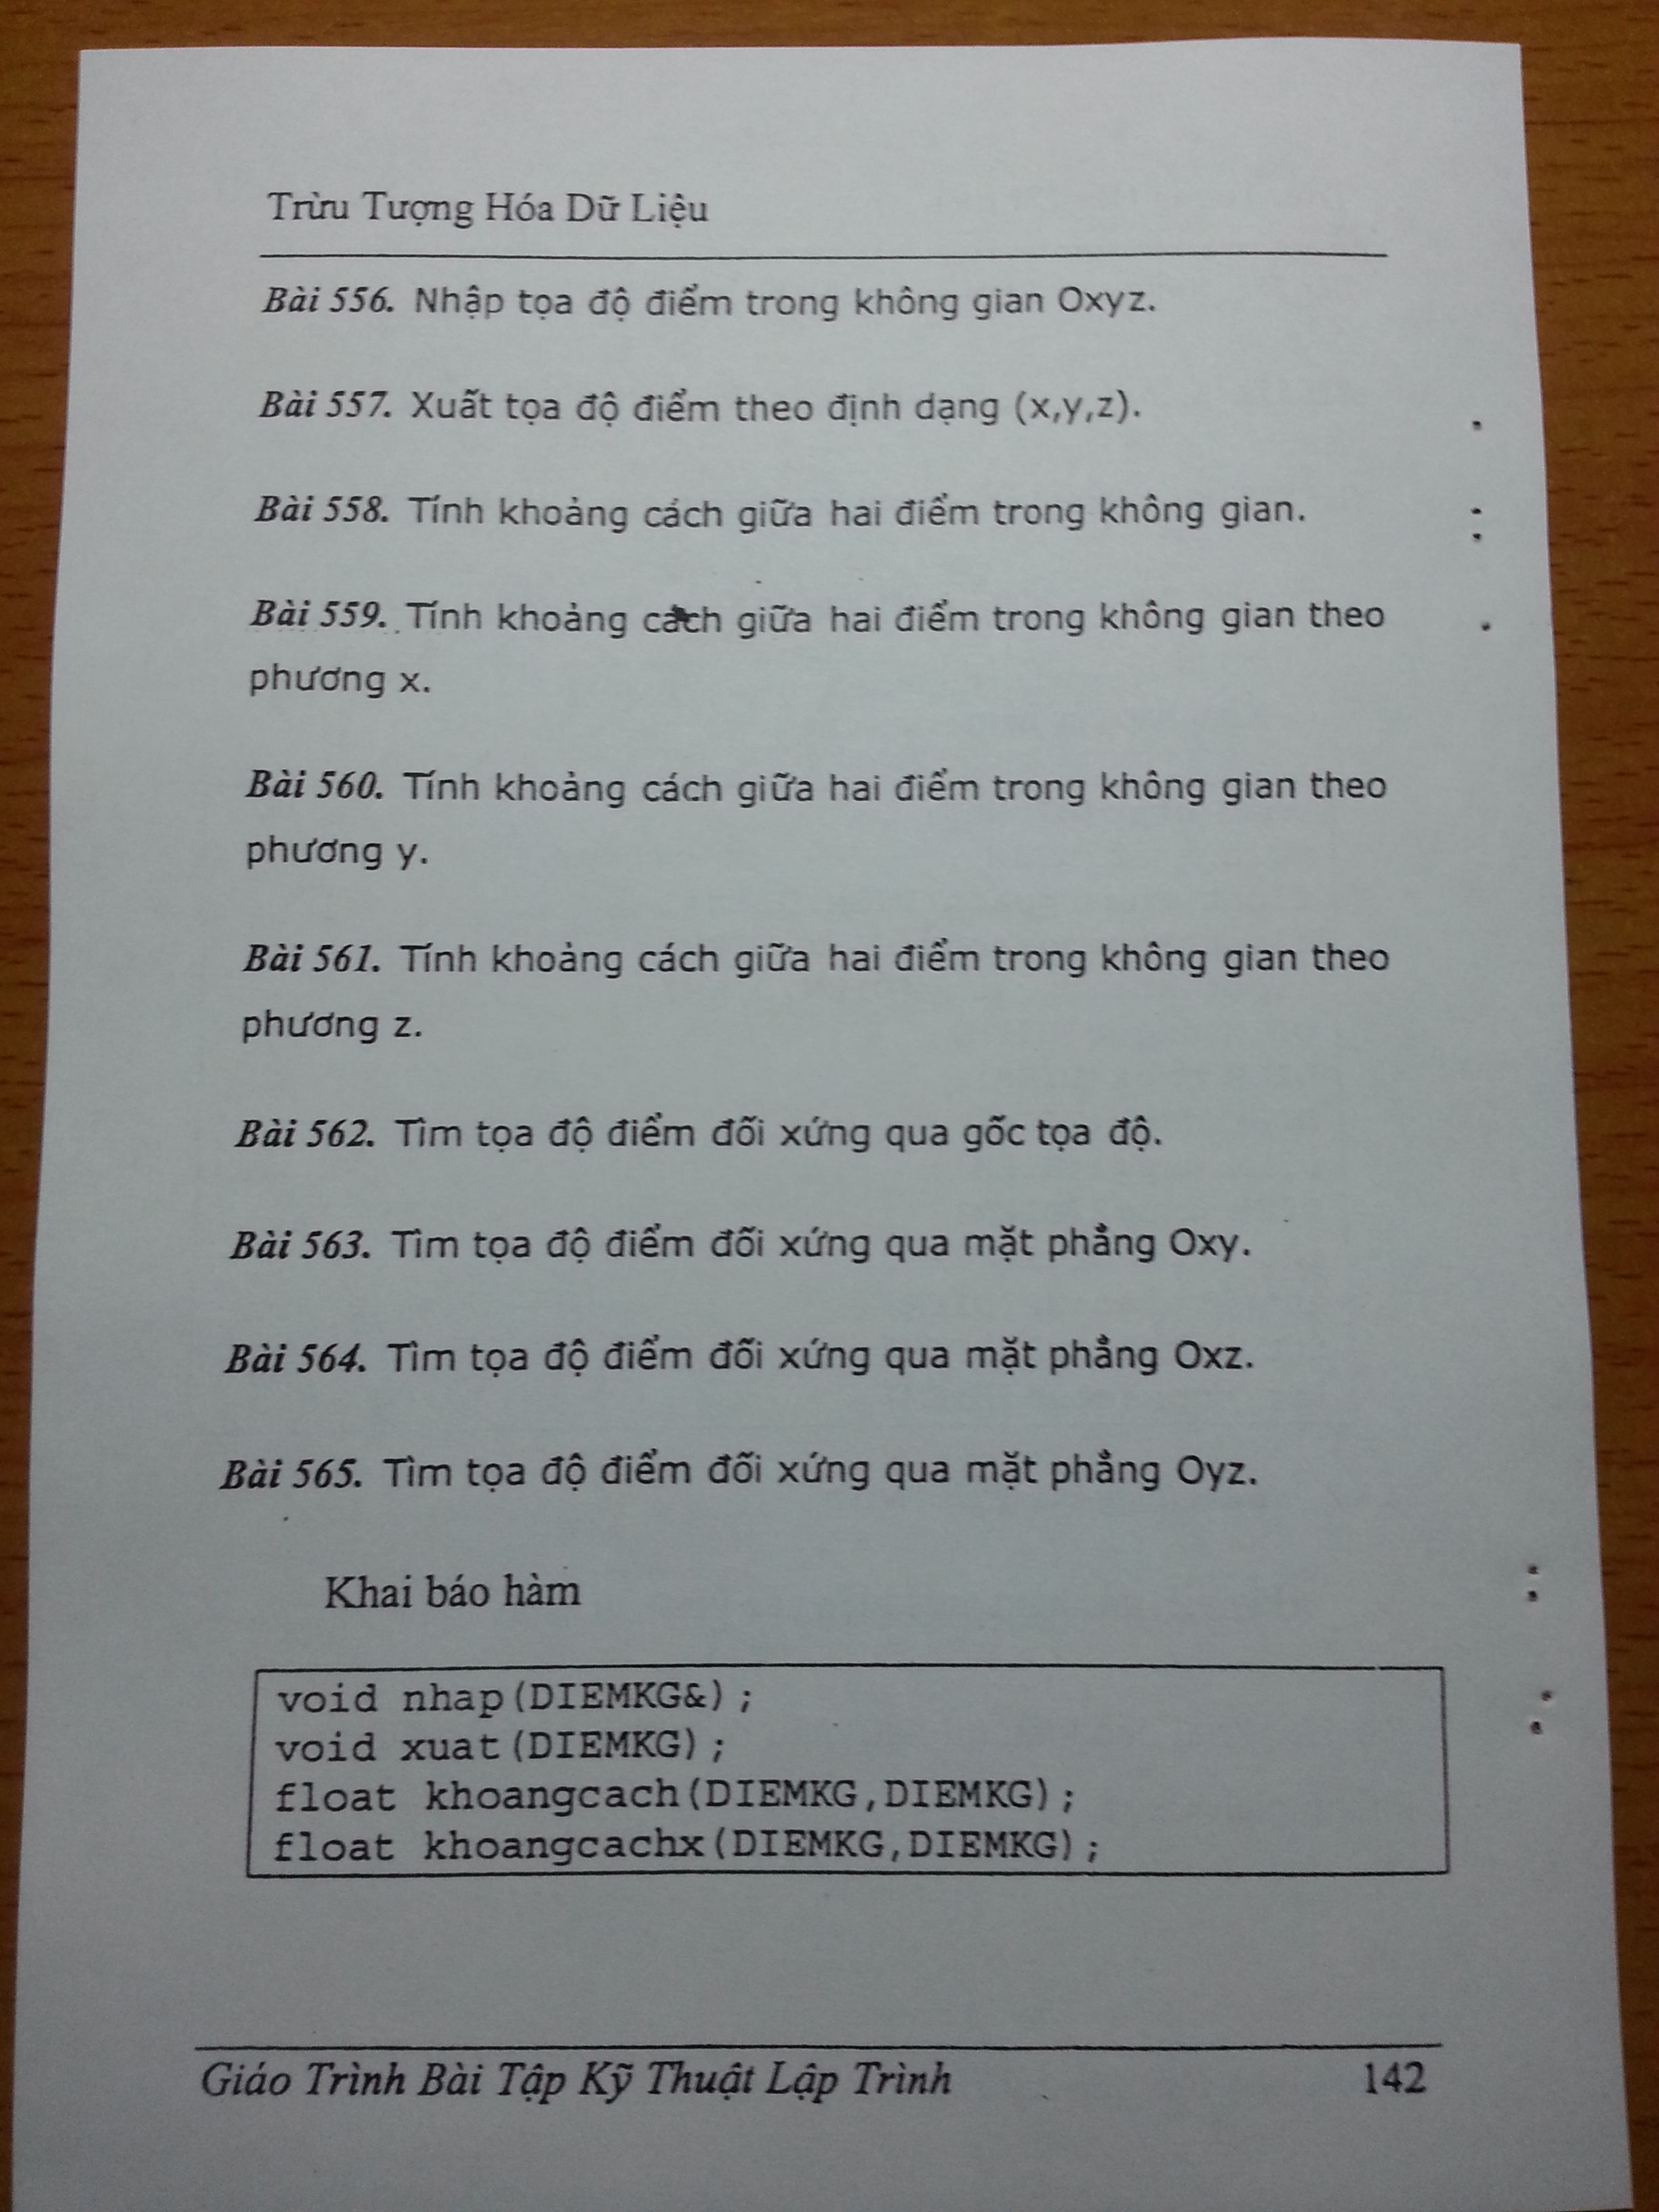 Trừu Tượng Hóa Dữ Liệu
Bài 556. Nhập tọa độ điểm trong không gian Oxyz.
Bài 557. Xuất tọa độ điểm theo định dạng (x,y,z).
Bài 558. Tính khoảng cách giữa hai điểm trong không gian.
Bài 559. Tính khoảng cách giữa hai điểm trong không gian theo
phương x.
Bài 560. Tính khoảng cách giữa hai điểm trong không gian theo
phương y.
Bài 561. Tính khoảng cách giữa hai điểm trong không gian theo
phương z.
Bài 562. Tìm tọa độ điểm đối xứng qua gốc tọa độ.
Bài 563. Tìm tọa độ điểm đối xứng qua mặt phẳng Oxy.
Bài 564. Tìm tọa độ điểm đối xứng qua mặt phẳng Oxz.
Bài 565. Tìm tọa độ điểm đối xứng qua mặt phẳng Oyz.
Khai báo hàm
void nhap(DIEMKG&);
void xuat(DIEMKG);
float khoangcach(DIEMKG,DIEMKG);
float khoangcachx(DIEMKG,DIEMKG);
Giáo Trình Bài Tập Kỹ Thuật Lập Trình 142